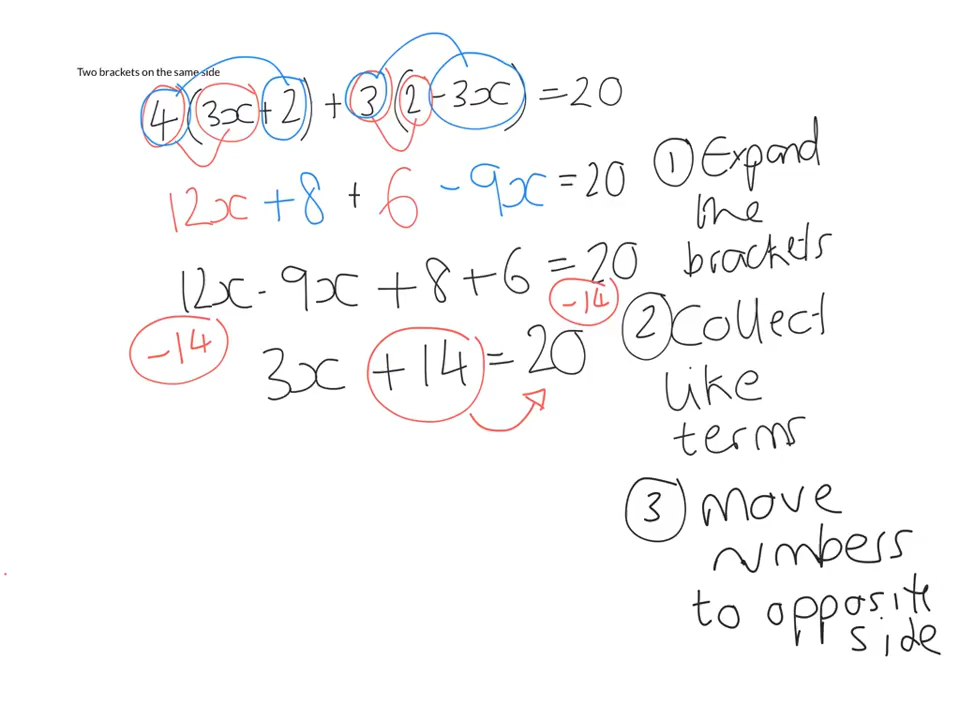 Two brackets on the same side
4(3x+2) + 3(2-3x) = 20
12x +8 + 6 - 9x = 20
① Expand
the
brackets
12x - 9x + 8 + 6 = 20
-14 -14
3x +14 = 20
② Collect
like
terms
③ move
numbers
to opposite
side